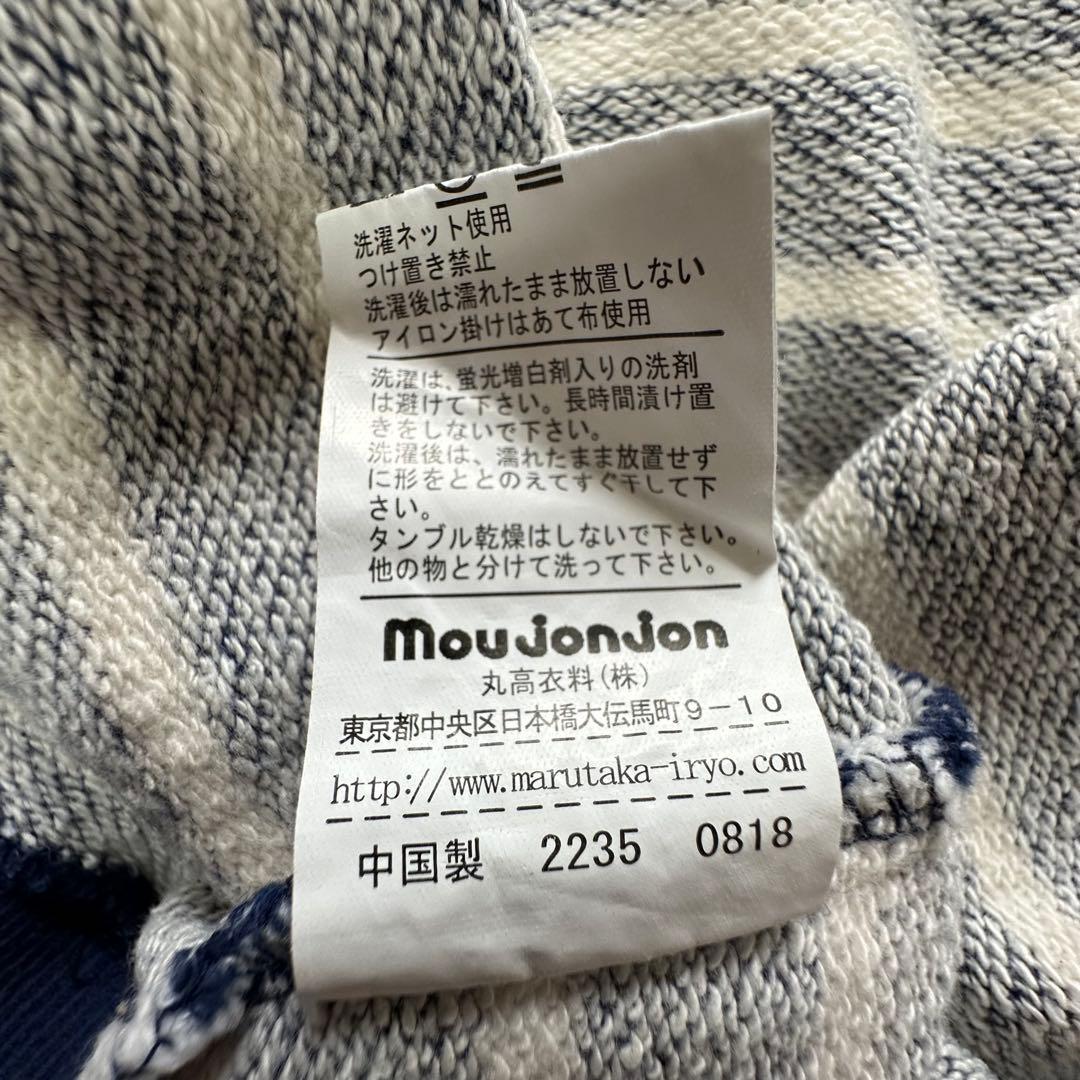 洗濯ネット使用
つけ置き禁止
洗濯後は濡れたまま放置しない
アイロン掛けはあて布使用
洗濯は、蛍光増白剤入りの洗剤
は避けて下さい。長時間漬け置
きをしないで下さい。
洗濯後は、濡れたまま放置せず
に形をととのえてすぐ干して下
さい。
タンブル乾燥はしないで下さい。
他の物と分けて洗って下さい。
moujonjon
丸高衣料(株)
東京都中央区日本橋大伝馬町9-10
http://www.marutaka-iryo.com
中国製 2235 0818